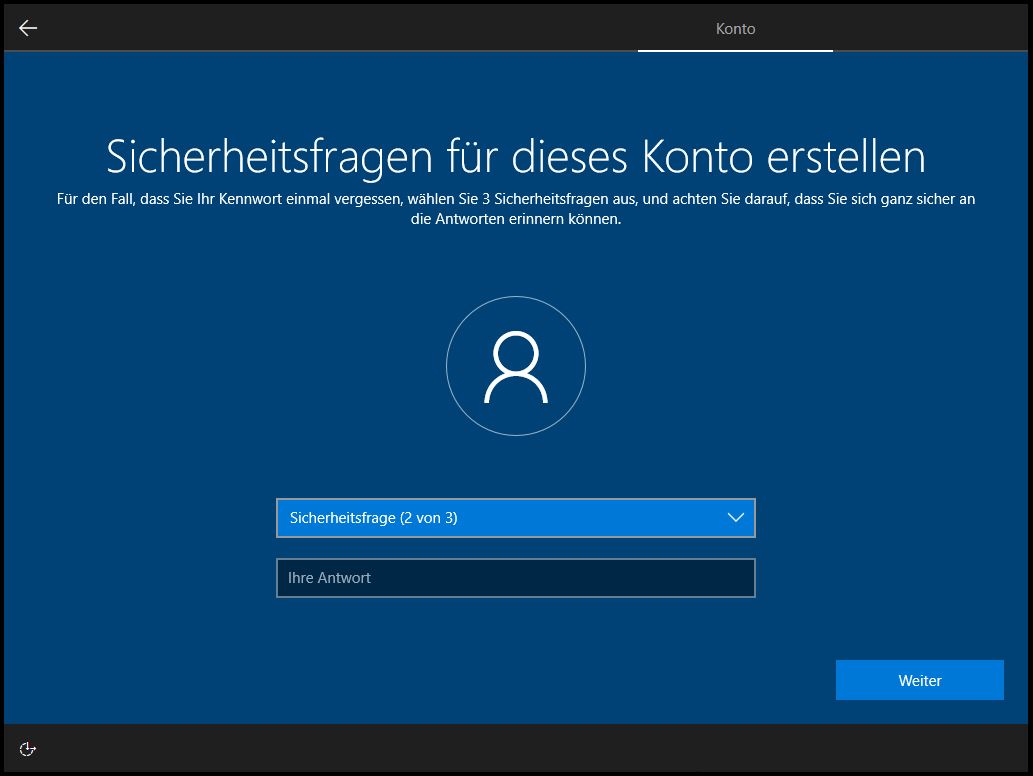 Konto
Sicherheitsfragen für dieses Konto erstellen
Für den Fall, dass Sie Ihr Kennwort einmal vergessen, wählen Sie 3 Sicherheitsfragen aus, und achten Sie darauf, dass Sie sich ganz sicher an
die Antworten erinnern können.
Sicherheitsfrage (2 von 3)
Ihre Antwort
Weiter